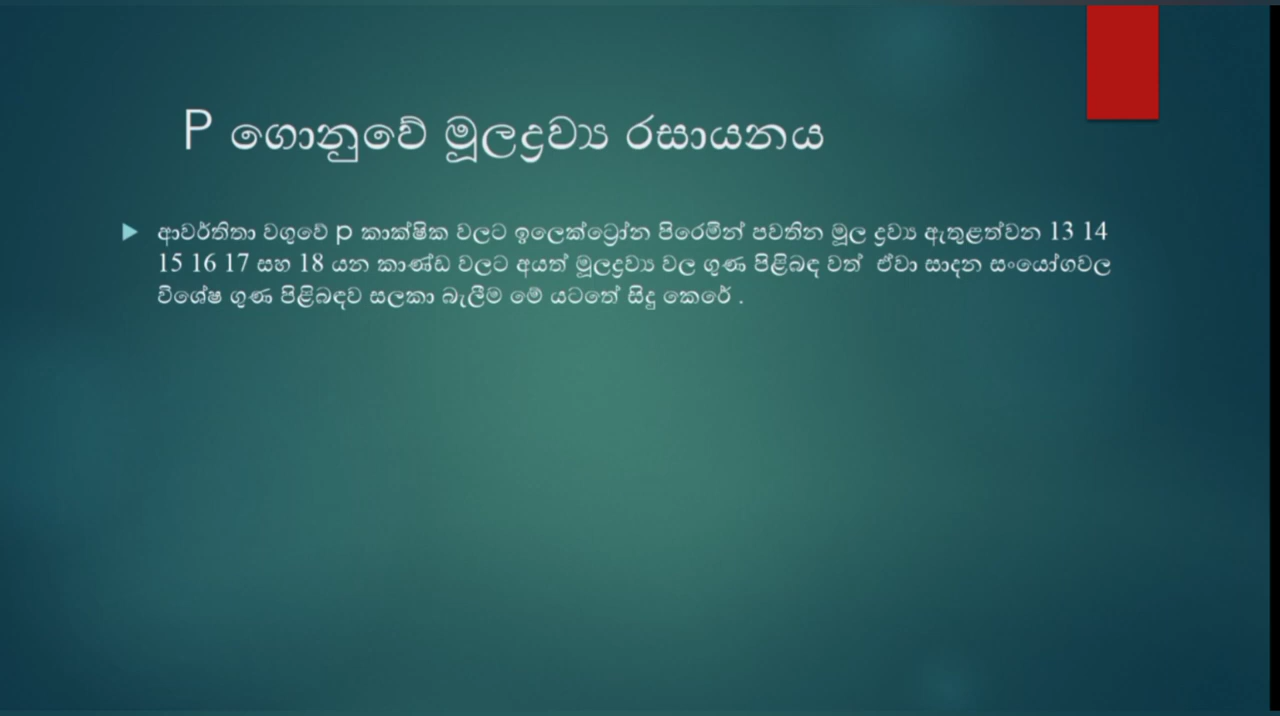 P ගොනුවේ මූලද්‍රව්‍ය රසායනය
ආවර්තිතා වගුවේ p කාක්ෂික වලට ඉලෙක්ට්‍රෝන පිරෙමින් පවතින මූල ද්‍රව්‍ය ඇතුළත්වන 13 14
15 16 17 සහ 18 යන කාණ්ඩ වලට අයත් මූලද්‍රව්‍ය වල ගුණ පිළිබඳ වත් ඒවා සාදන සංයෝගවල
විශේෂ ගුණ පිළිබඳව සලකා බැලීම මේ යටතේ සිදු කෙරේ .